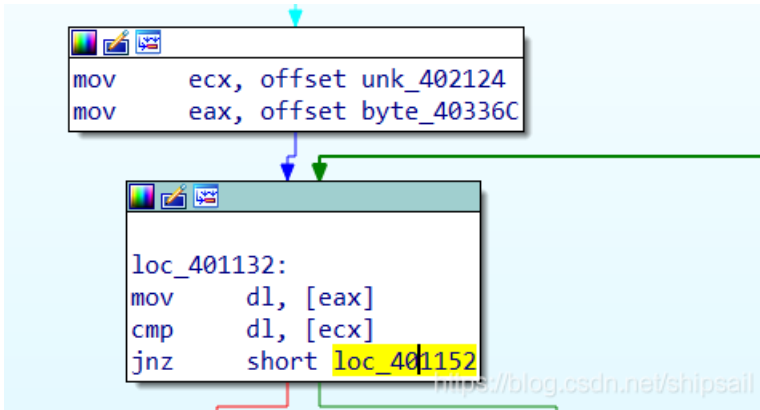 mov ecx, offset unk_402124
mov eax, offset byte_40336C
loc_401132:
mov dl, [eax]
cmp dl, [ecx]
jnz short loc_401152
https://blog.csdn.net/shipsail